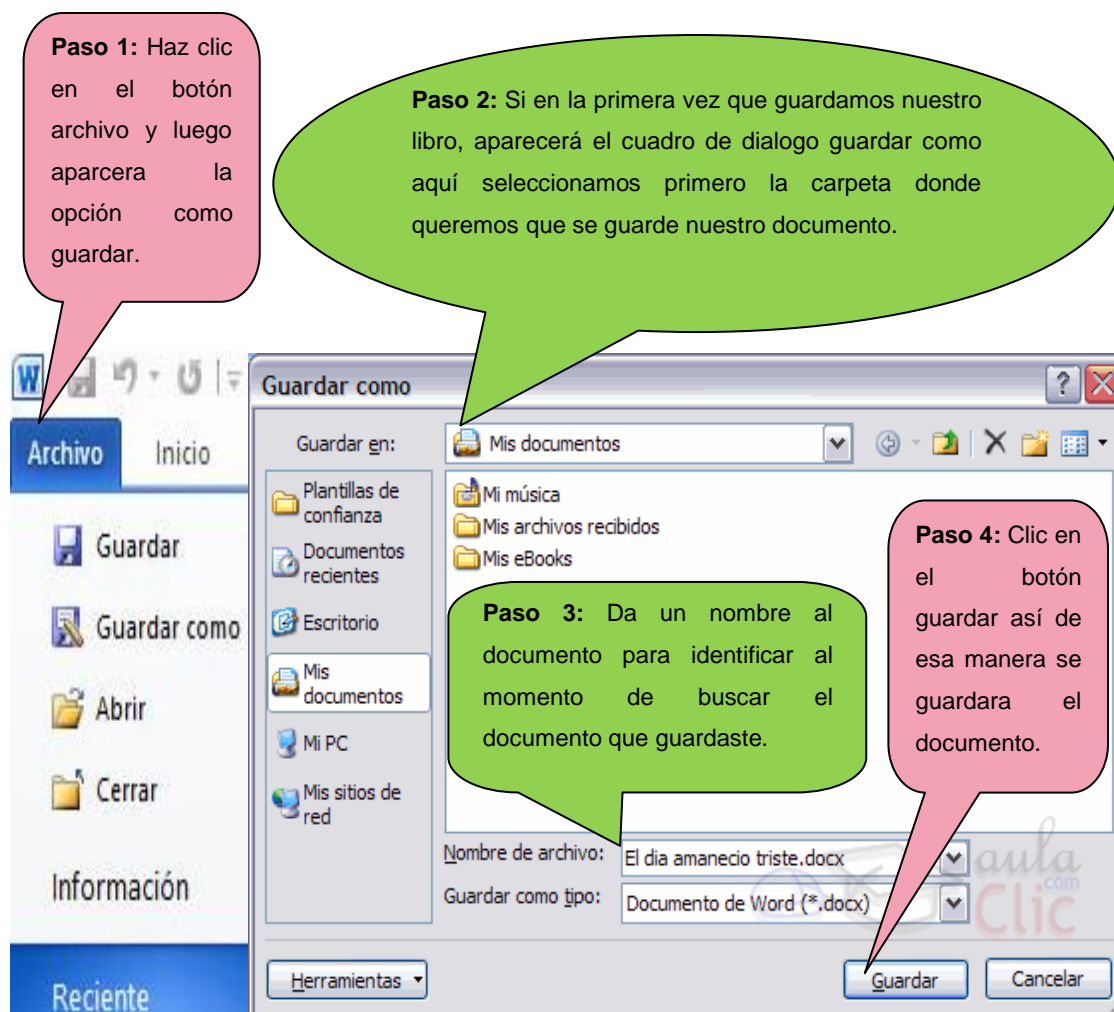 Paso 1: Haz clic
en el botón
archivo y luego
aparcera la
opción como
guardar.
Paso 2: Si en la primera vez que guardamos nuestro
libro, aparecerá el cuadro de dialogo guardar como
aquí seleccionamos primero la carpeta donde
queremos que se guarde nuestro documento.
W
Archivo
Inicio
Guardar
Guardar como
Abrir
Cerrar
Información
Reciente
Guardar como
Guardar en:
Mis documentos
Plantillas de
confianza
Documentos
recientes
Escritorio
Mis
documentos
Mi PC
Mis sitios de
red
Mi música
Mis archivos recibidos
Mis eBooks
Paso 3: Da un nombre al
documento para identificar al
momento de buscar el
documento que guardaste.
Paso 4: Clic en
el botón
guardar así de
esa manera se
guardara el
documento.
Nombre de archivo:
El dia amanecio triste.docx
Guardar como tipo:
Documento de Word (*.docx)
aula
.com
Clic
Herramientas
Guardar
Cancelar